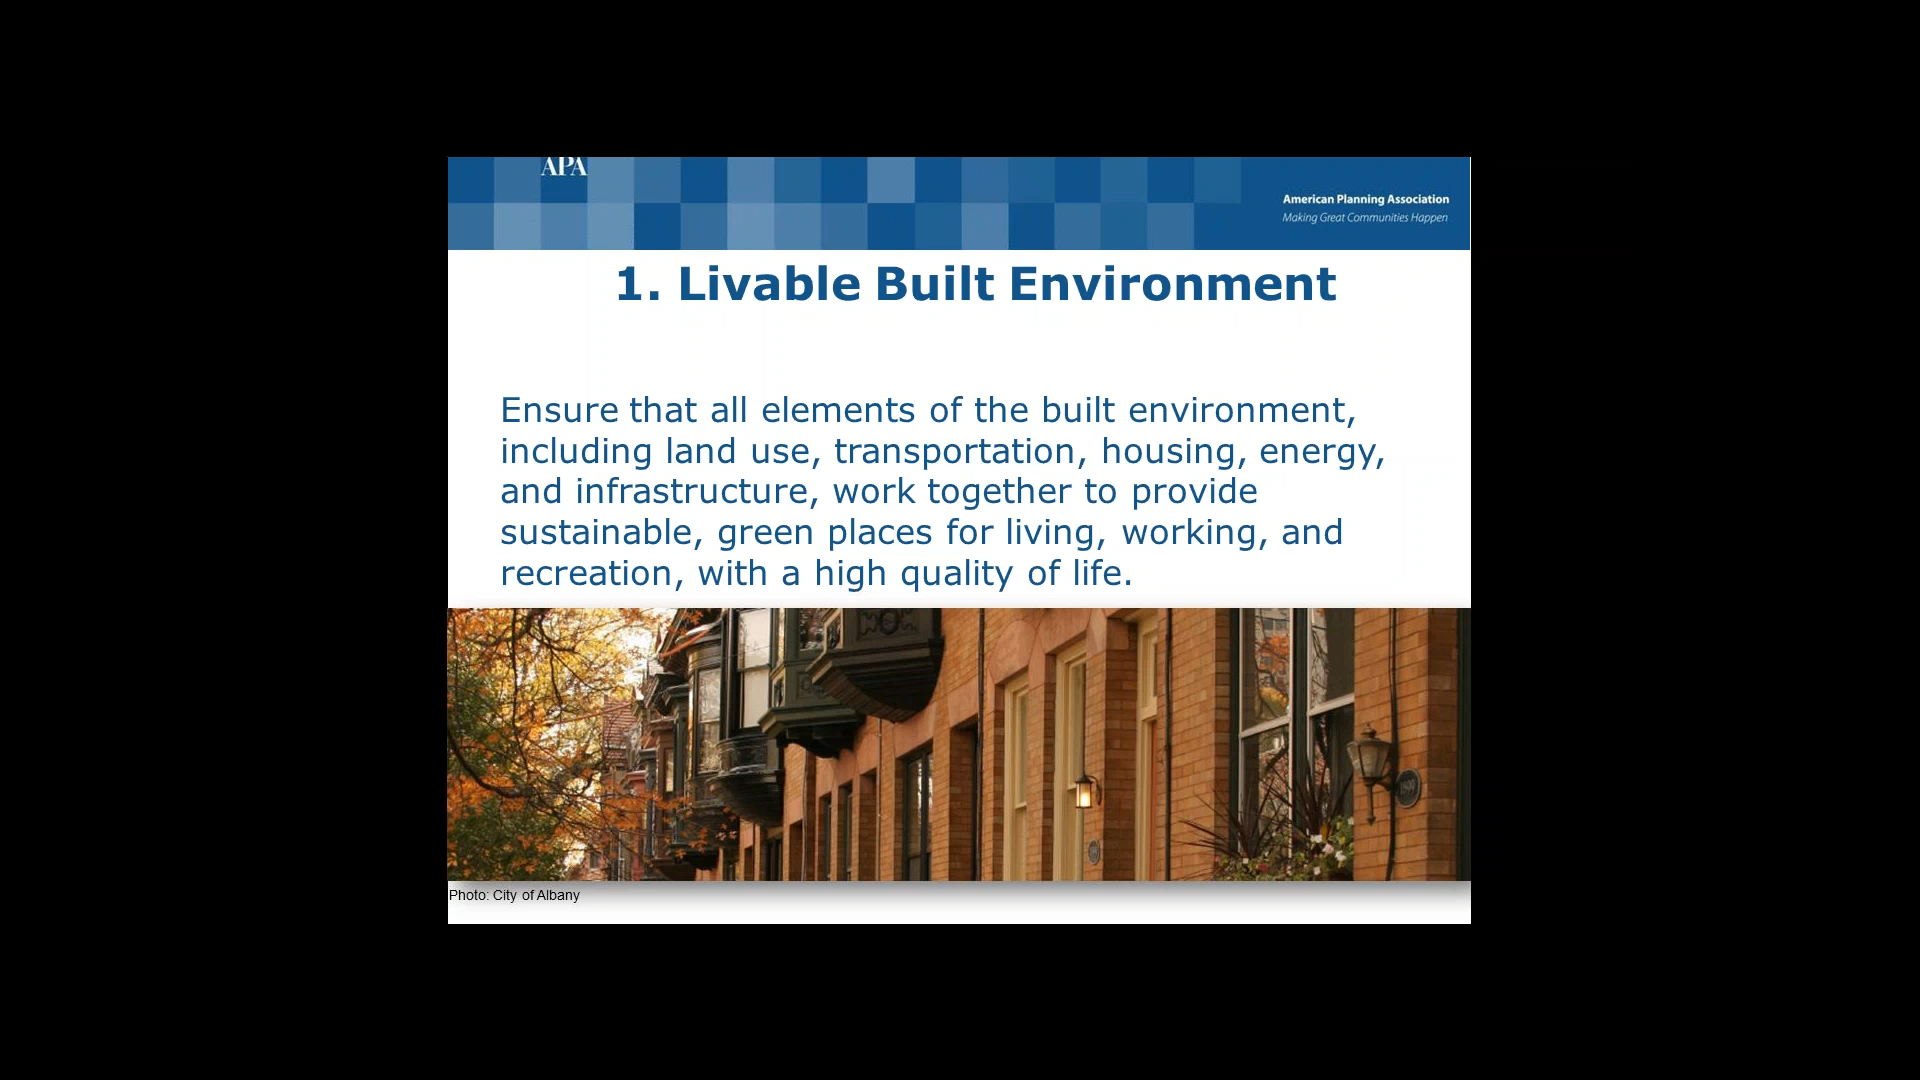 APA
American Planning Association
Making Great Communities Happen
1. Livable Built Environment
Ensure that all elements of the built environment,
including land use, transportation, housing, energy,
and infrastructure, work together to provide
sustainable, green places for living, working, and
recreation, with a high quality of life.
Photo: City of Albany